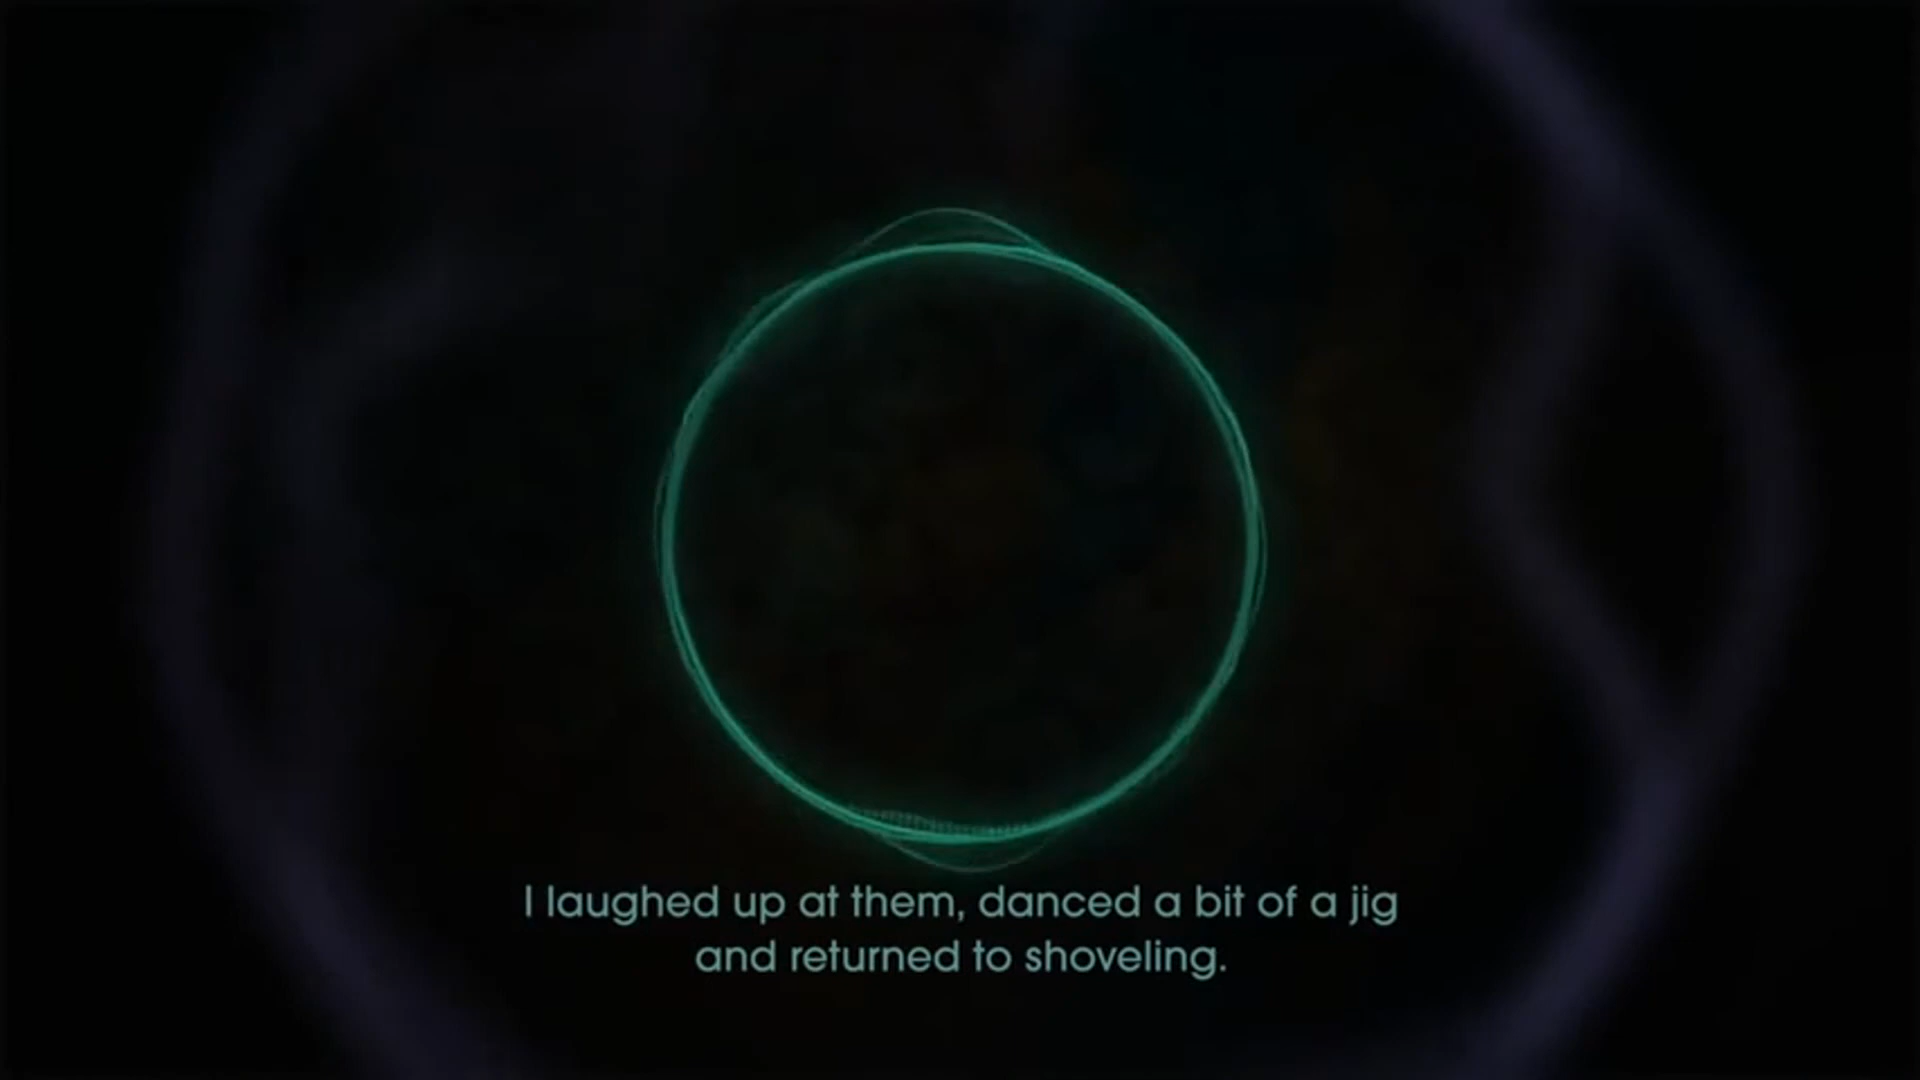 I laughed up at them, danced a bit of a jig
and returned to shoveling.